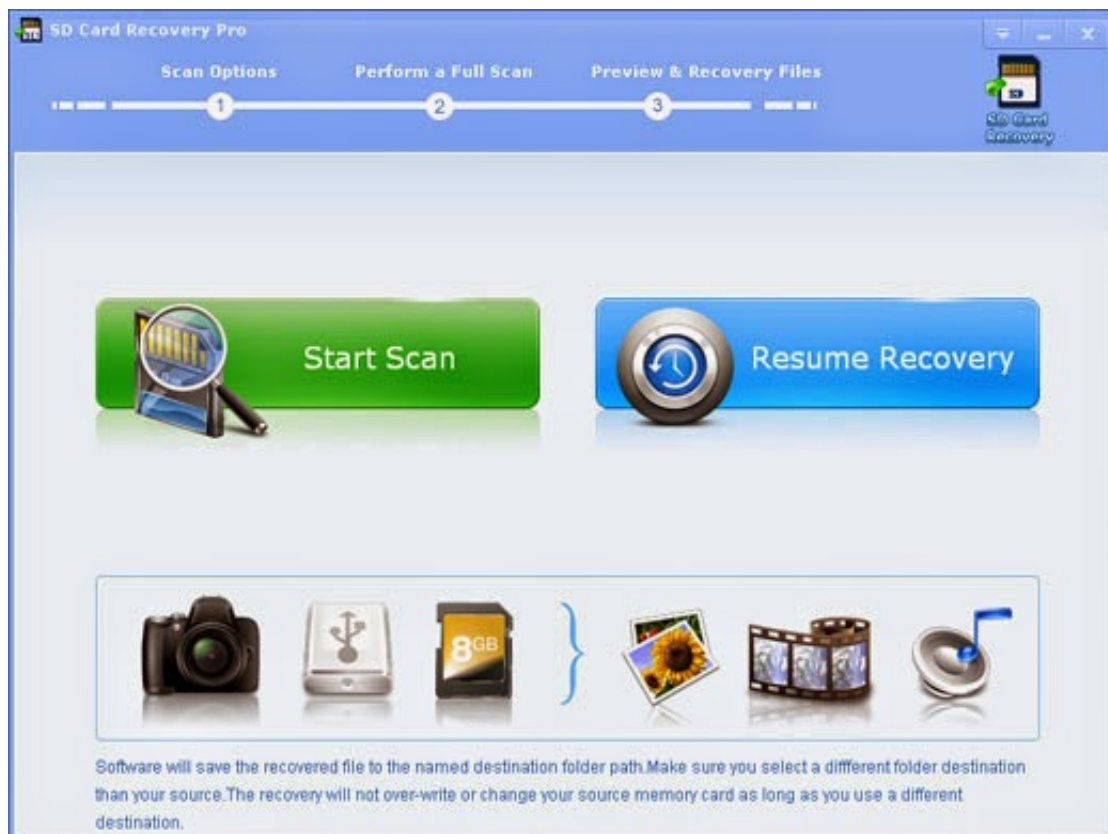 SD Card Recovery Pro
Scan Options
Perform a Full Scan
Preview & Recovery Files
1
2
3
SD
SD Card
Recovery
Start Scan
Resume Recovery
8GB
Software will save the recovered file to the named destination folder path.Make sure you select a diffferent folder destination
than your source.The recovery will not over-write or change your source memory card as long as you use a different
destination.